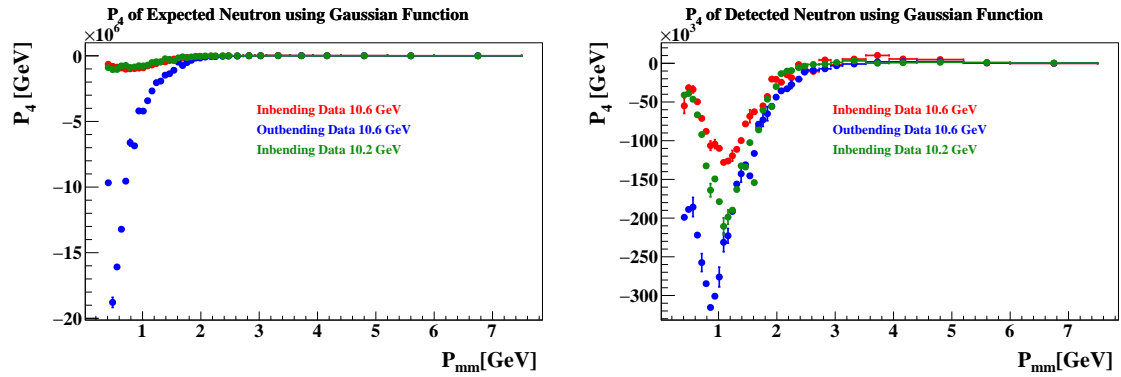 P₄ of Expected Neutron using Gaussian Function
×10⁶
P₄ [GeV]
0
−5
−10
−15
−20
Inbending Data 10.6 GeV
Outbending Data 10.6 GeV
Inbending Data 10.2 GeV
1 2 3 4 5 6 7
Pₘₘ[GeV]
P₄ of Detected Neutron using Gaussian Function
×10³⁴
P₄ [GeV]
0
−50
−100
−150
−200
−250
−300
Inbending Data 10.6 GeV
Outbending Data 10.6 GeV
Inbending Data 10.2 GeV
1 2 3 4 5 6 7
Pₘₘ[GeV]